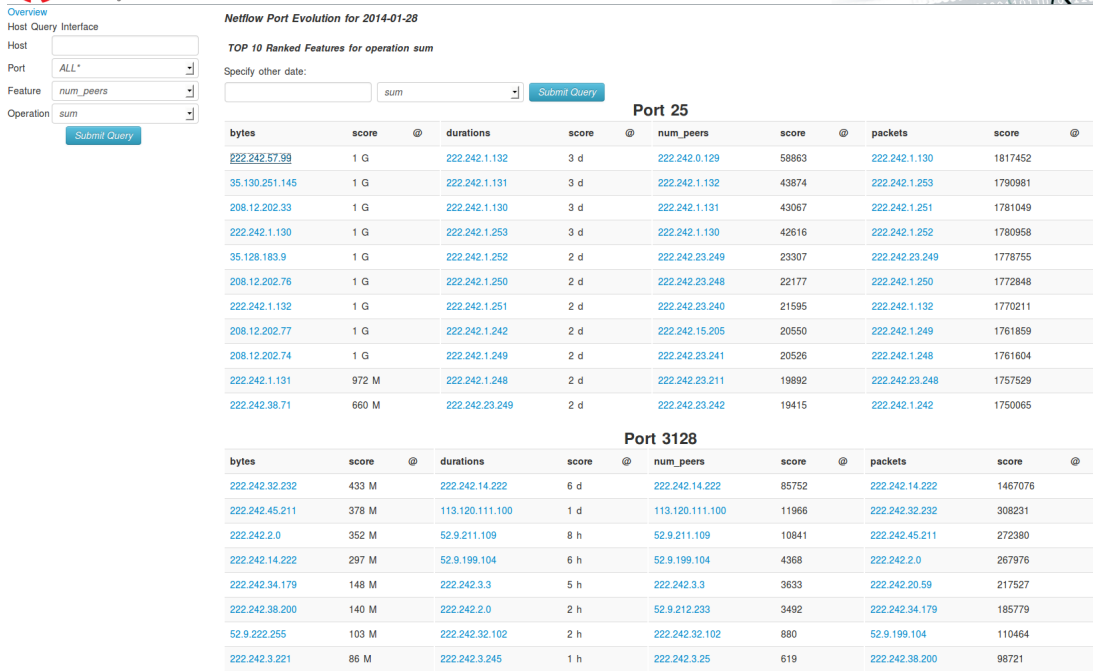 Overview
Host Query Interface
Host
Port ALL*
Feature num_peers
Operation sum
Submit Query
Netflow Port Evolution for 2014-01-28
TOP 10 Ranked Features for operation sum
Specify other date:
sum Submit Query
Port 25
bytes score @ durations score @ num_peers score @ packets score @
222.242.57.99 1 G 222.242.1.132 3 d 222.242.0.129 58863 222.242.1.130 1817452
35.130.251.145 1 G 222.242.1.131 3 d 222.242.1.132 43874 222.242.1.253 1790981
208.12.202.33 1 G 222.242.1.130 3 d 222.242.1.131 43067 222.242.1.251 1781049
222.242.1.130 1 G 222.242.1.253 3 d 222.242.1.130 42616 222.242.1.252 1780958
35.128.183.9 1 G 222.242.1.252 2 d 222.242.23.249 23307 222.242.23.249 1778755
208.12.202.76 1 G 222.242.1.250 2 d 222.242.23.248 22177 222.242.1.250 1772848
222.242.1.132 1 G 222.242.1.251 2 d 222.242.23.240 21595 222.242.1.132 1770211
208.12.202.77 1 G 222.242.1.242 2 d 222.242.15.205 20550 222.242.1.249 1761859
208.12.202.74 1 G 222.242.1.249 2 d 222.242.23.241 20526 222.242.1.248 1761604
222.242.1.131 972 M 222.242.1.248 2 d 222.242.23.211 19892 222.242.23.248 1757529
222.242.38.71 660 M 222.242.23.249 2 d 222.242.23.242 19415 222.242.1.242 1750065
Port 3128
bytes score @ durations score @ num_peers score @ packets score @
222.242.32.232 433 M 222.242.14.222 6 d 222.242.14.222 85752 222.242.14.222 1467076
222.242.45.211 378 M 113.120.111.100 1 d 113.120.111.100 11966 222.242.32.232 308231
222.242.2.0 352 M 52.9.211.109 8 h 52.9.211.109 10841 222.242.45.211 272380
222.242.14.222 297 M 52.9.199.104 6 h 52.9.199.104 4368 222.242.2.0 267976
222.242.34.179 148 M 222.242.3.3 5 h 222.242.3.3 3633 222.242.20.59 217527
222.242.38.200 140 M 222.242.2.0 2 h 52.9.212.233 3492 222.242.34.179 185779
52.9.222.255 103 M 222.242.32.102 2 h 222.242.32.102 880 52.9.199.104 110464
222.242.3.221 86 M 222.242.3.245 1 h 222.242.3.25 619 222.242.38.200 98721